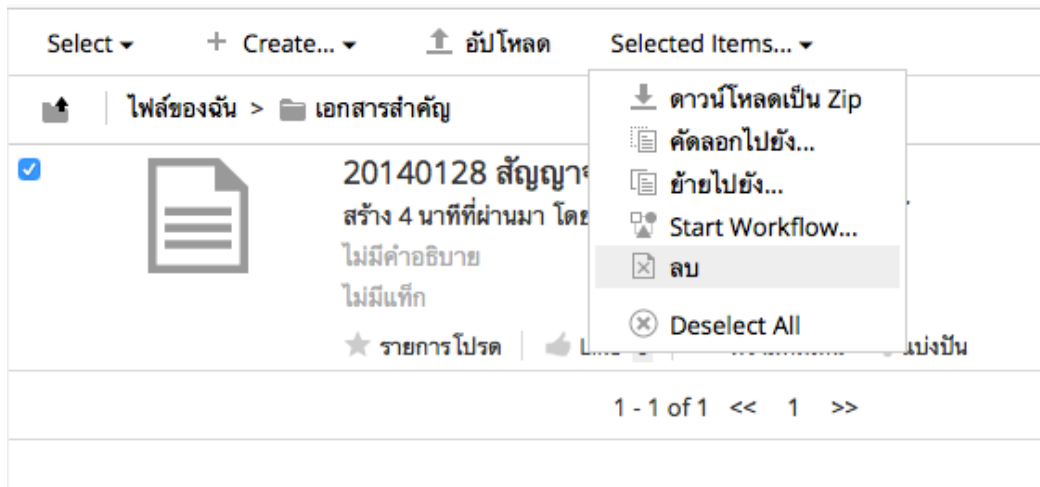 Select
Create...
อัปโหลด
Selected Items...
ไฟล์ของฉัน > เอกสารสำคัญ
ดาวน์โหลดเป็น Zip
คัดลอกไปยัง...
ย้ายไปยัง...
Start Workflow...
ลบ
Deselect All
20140128
สร้าง 4 นาทีที่ผ่านมา โดย
ไม่มีคำอธิบาย
ไม่มีแท็ก
รายการโปรด
แบ่งปัน
1 - 1 of 1 << 1 >>